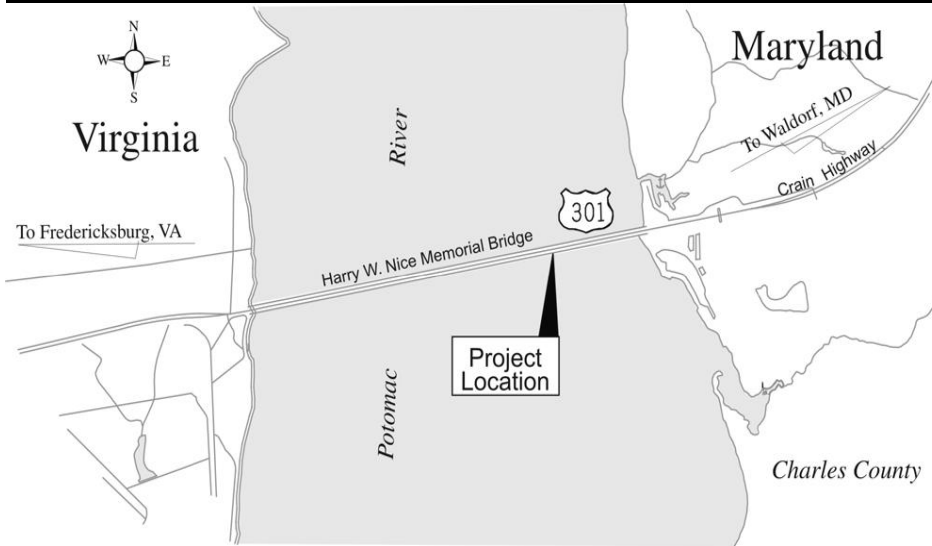 N
W E
S
Virginia
Maryland
River
To Waldorf, MD
Crain Highway
301
To Fredericksburg, VA
Harry W. Nice Memorial Bridge
Project
Location
Potomac
Charles County